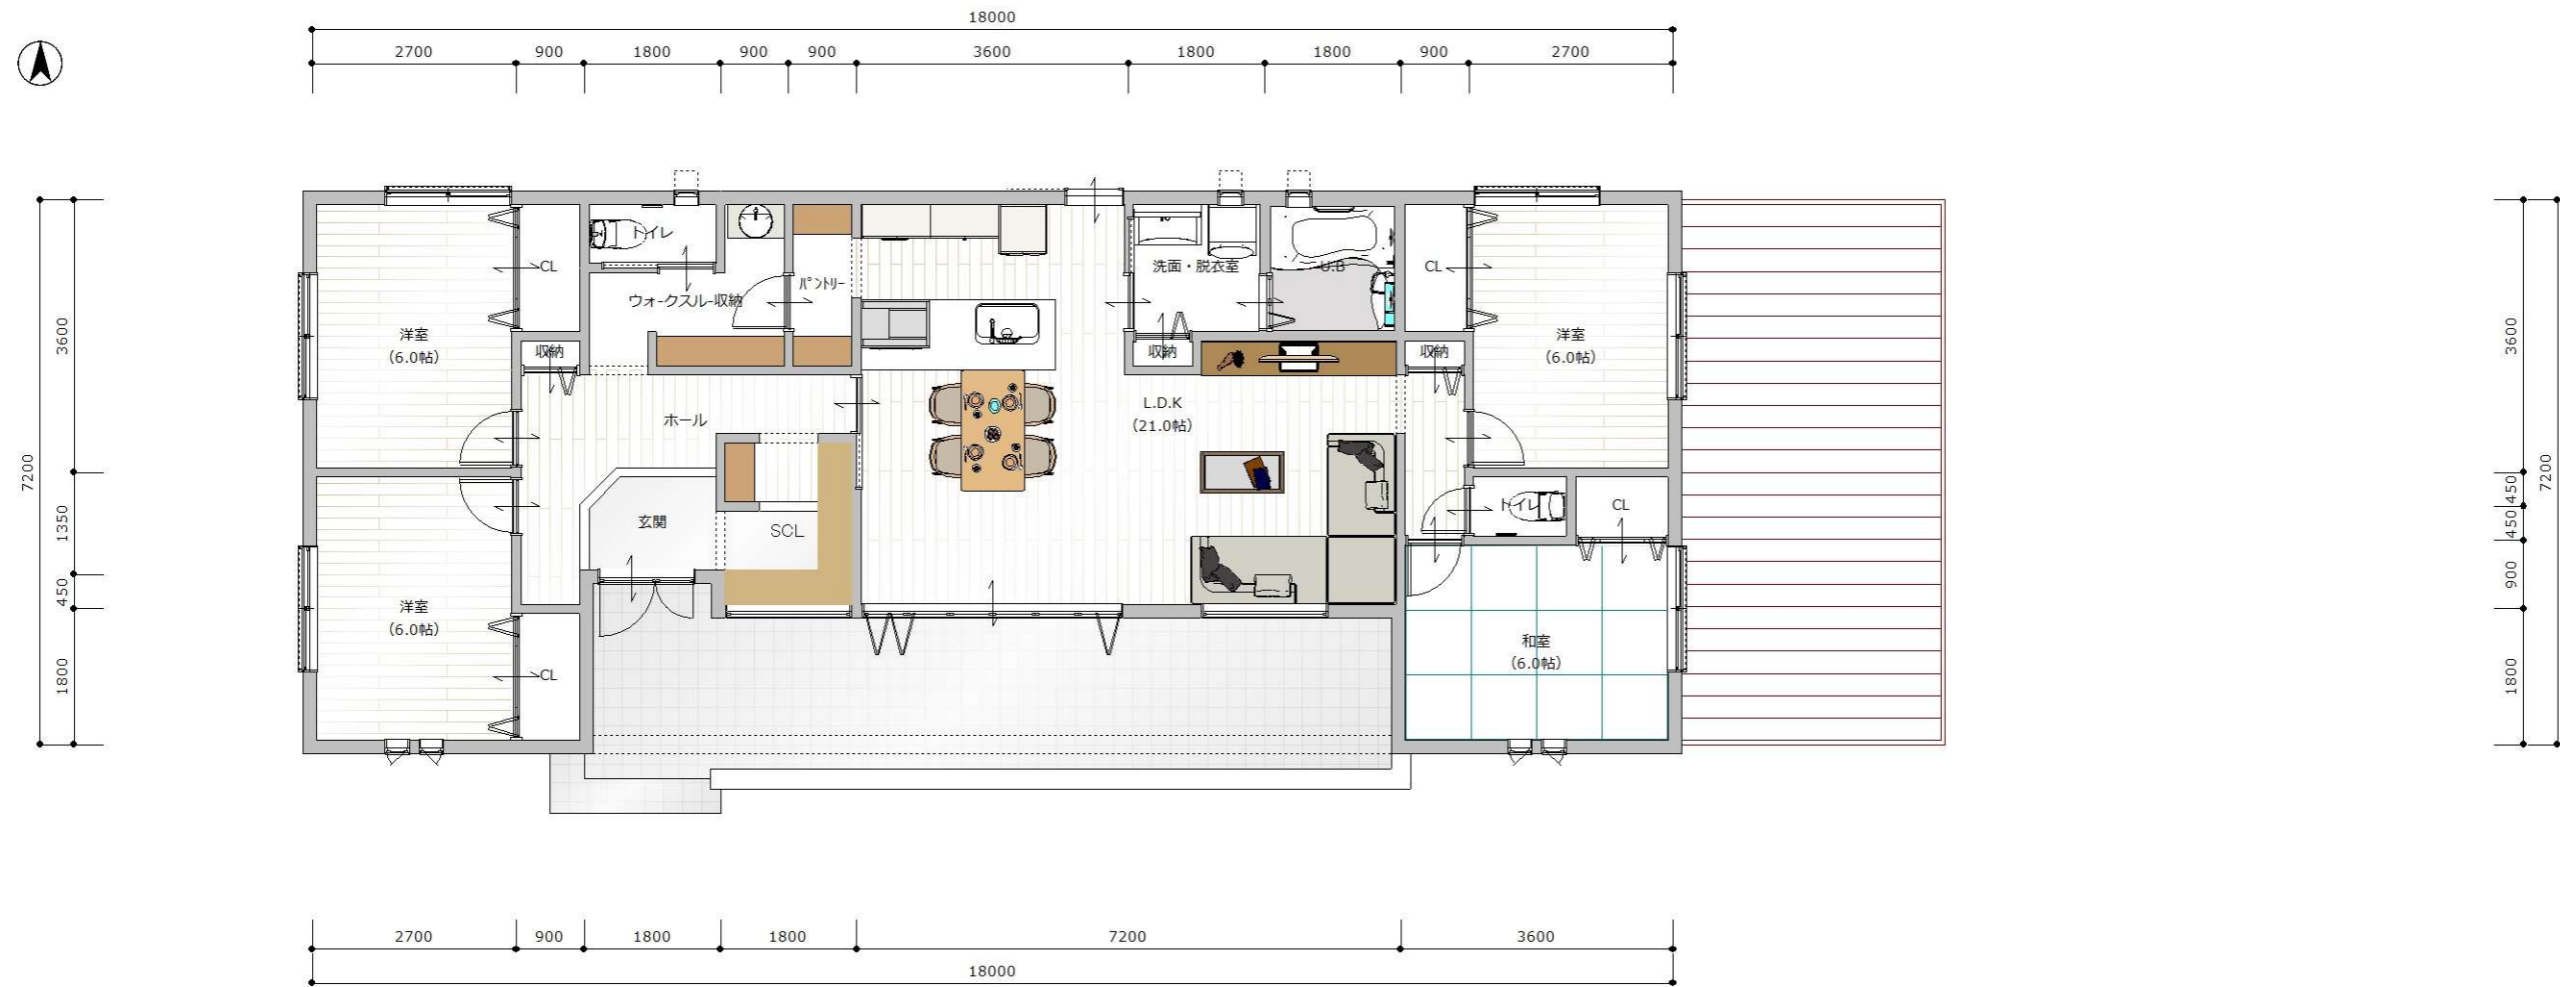 18000
2700
900
1800
900
900
3600
1800
1800
900
2700
トイレ
CL
ウォークスルー収納
パントリー
洗面・脱衣室
U.B
CL
洋室
(6.0帖)
収納
収納
収納
洋室
(6.0帖)
ホール
L.D.K
(21.0帖)
玄関
SCL
トイレ
CL
洋室
(6.0帖)
CL
和室
(6.0帖)
7200
3600
1350
450
1800
3600
450
450
900
1800
7200
2700
900
1800
1800
7200
3600
18000